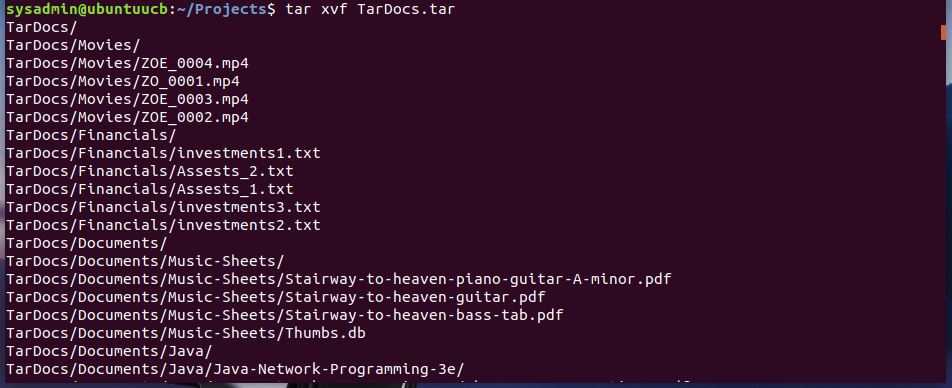 sysadmin@ubuntuucb:~/Projects$ tar xvf TarDocs.tar
TarDocs/
TarDocs/Movies/
TarDocs/Movies/ZOE_0004.mp4
TarDocs/Movies/ZO_0001.mp4
TarDocs/Movies/ZOE_0003.mp4
TarDocs/Movies/ZOE_0002.mp4
TarDocs/Financials/
TarDocs/Financials/investments1.txt
TarDocs/Financials/Assests_2.txt
TarDocs/Financials/Assests_1.txt
TarDocs/Financials/investments3.txt
TarDocs/Financials/investments2.txt
TarDocs/Documents/
TarDocs/Documents/Music-Sheets/
TarDocs/Documents/Music-Sheets/Stairway-to-heaven-piano-guitar-A-minor.pdf
TarDocs/Documents/Music-Sheets/Stairway-to-heaven-guitar.pdf
TarDocs/Documents/Music-Sheets/Stairway-to-heaven-bass-tab.pdf
TarDocs/Documents/Music-Sheets/Thumbs.db
TarDocs/Documents/Java/
TarDocs/Documents/Java/Java-Network-Programming-3e/